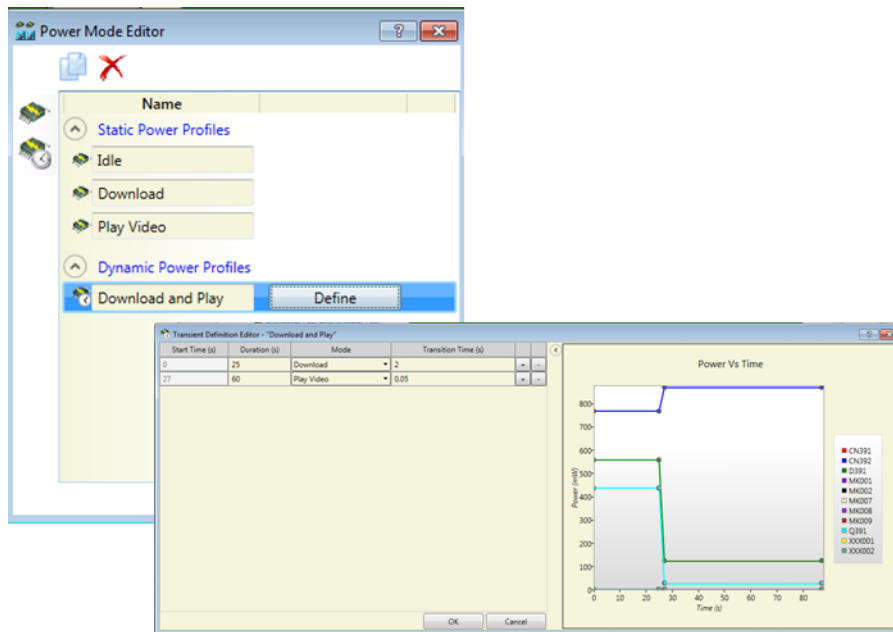 Power Mode Editor
?
Name
Static Power Profiles
Idle
Download
Play Video
Dynamic Power Profiles
Download and Play Define
Transient Definition Editor - "Download and Play"
Start Time (s) Duration (s) Mode Transition Time (s)
0 25 Download 2 + -
27 60 Play Video 0.05 + -
OK Cancel
Power Vs Time
Power (mW)
800
700
600
500
400
300
200
100
0
0 10 20 30 40 50 60 70 80
Time (s)
CN391
CN392
D391
MK001
MK002
MK007
MK008
MK009
Q391
XXX001
XXX002